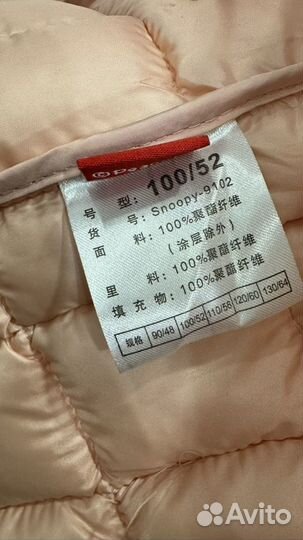 号 型: 100/52
货 号: Snoopy-9102
面 料: 100%聚酯纤维
(涂层除外)
里 料: 100%聚酯纤维
填 充 物: 100%聚酯纤维
规格 90/48 100/52 110/56 120/60 130/64
Avito